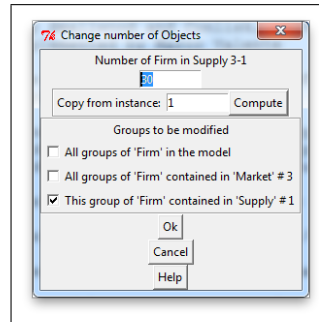 Change number of Objects
Number of Firm in Supply 3-1
30
Copy from instance: 1 Compute
Groups to be modified
All groups of 'Firm' in the model
All groups of 'Firm' contained in 'Market' # 3
This group of 'Firm' contained in 'Supply' # 1
Ok
Cancel
Help